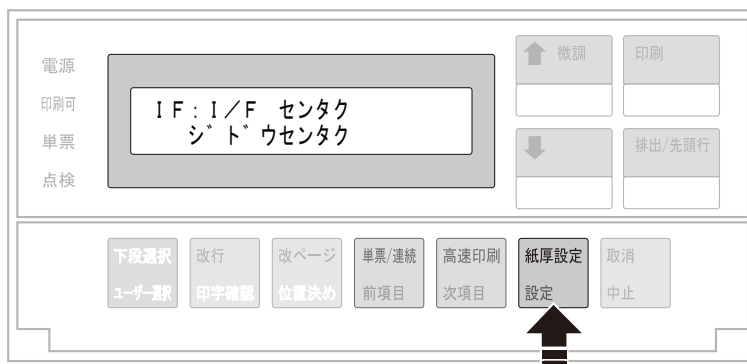 電源
印刷可
単票
点検
IF:I/F センタク
ジドウセンタク
微調
印刷
排出/先頭行
下段選択 改行 改ページ 単票/連続 高速印刷 紙厚設定 取消
ユーザー選択 印字確認 位置決め 前項目 次項目 設定 中止